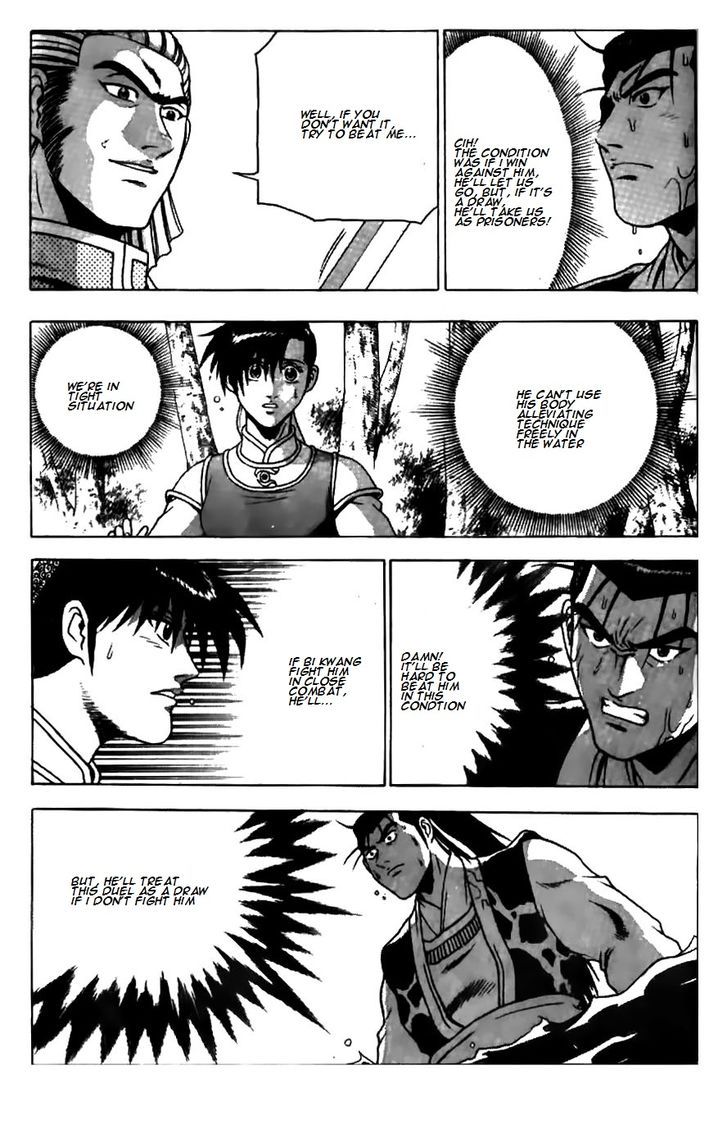 CIH!
THE CONDITION
WAS IF I WIN
AGAINST HIM,
HE'LL LET US
GO, BUT, IF IT'S
A DRAW,
HE'LL TAKE US
AS PRISONERS!
WELL, IF YOU
DON'T WANT IT,
TRY TO BEAT ME...
HE CAN'T USE
HIS BODY
ALLEVIATING
TECHNIQUE
FREELY IN
THE WATER
WE'RE IN
TIGHT
SITUATION
DAMN!
IT'LL BE
HARD TO
BEAT HIM
IN THIS
CONDTION
IF BI KWANG
FIGHT HIM
IN CLOSE
COMBAT,
HE'LL...
BUT, HE'LL TREAT
THIS DUEL AS A DRAW
IF I DON'T FIGHT HIM